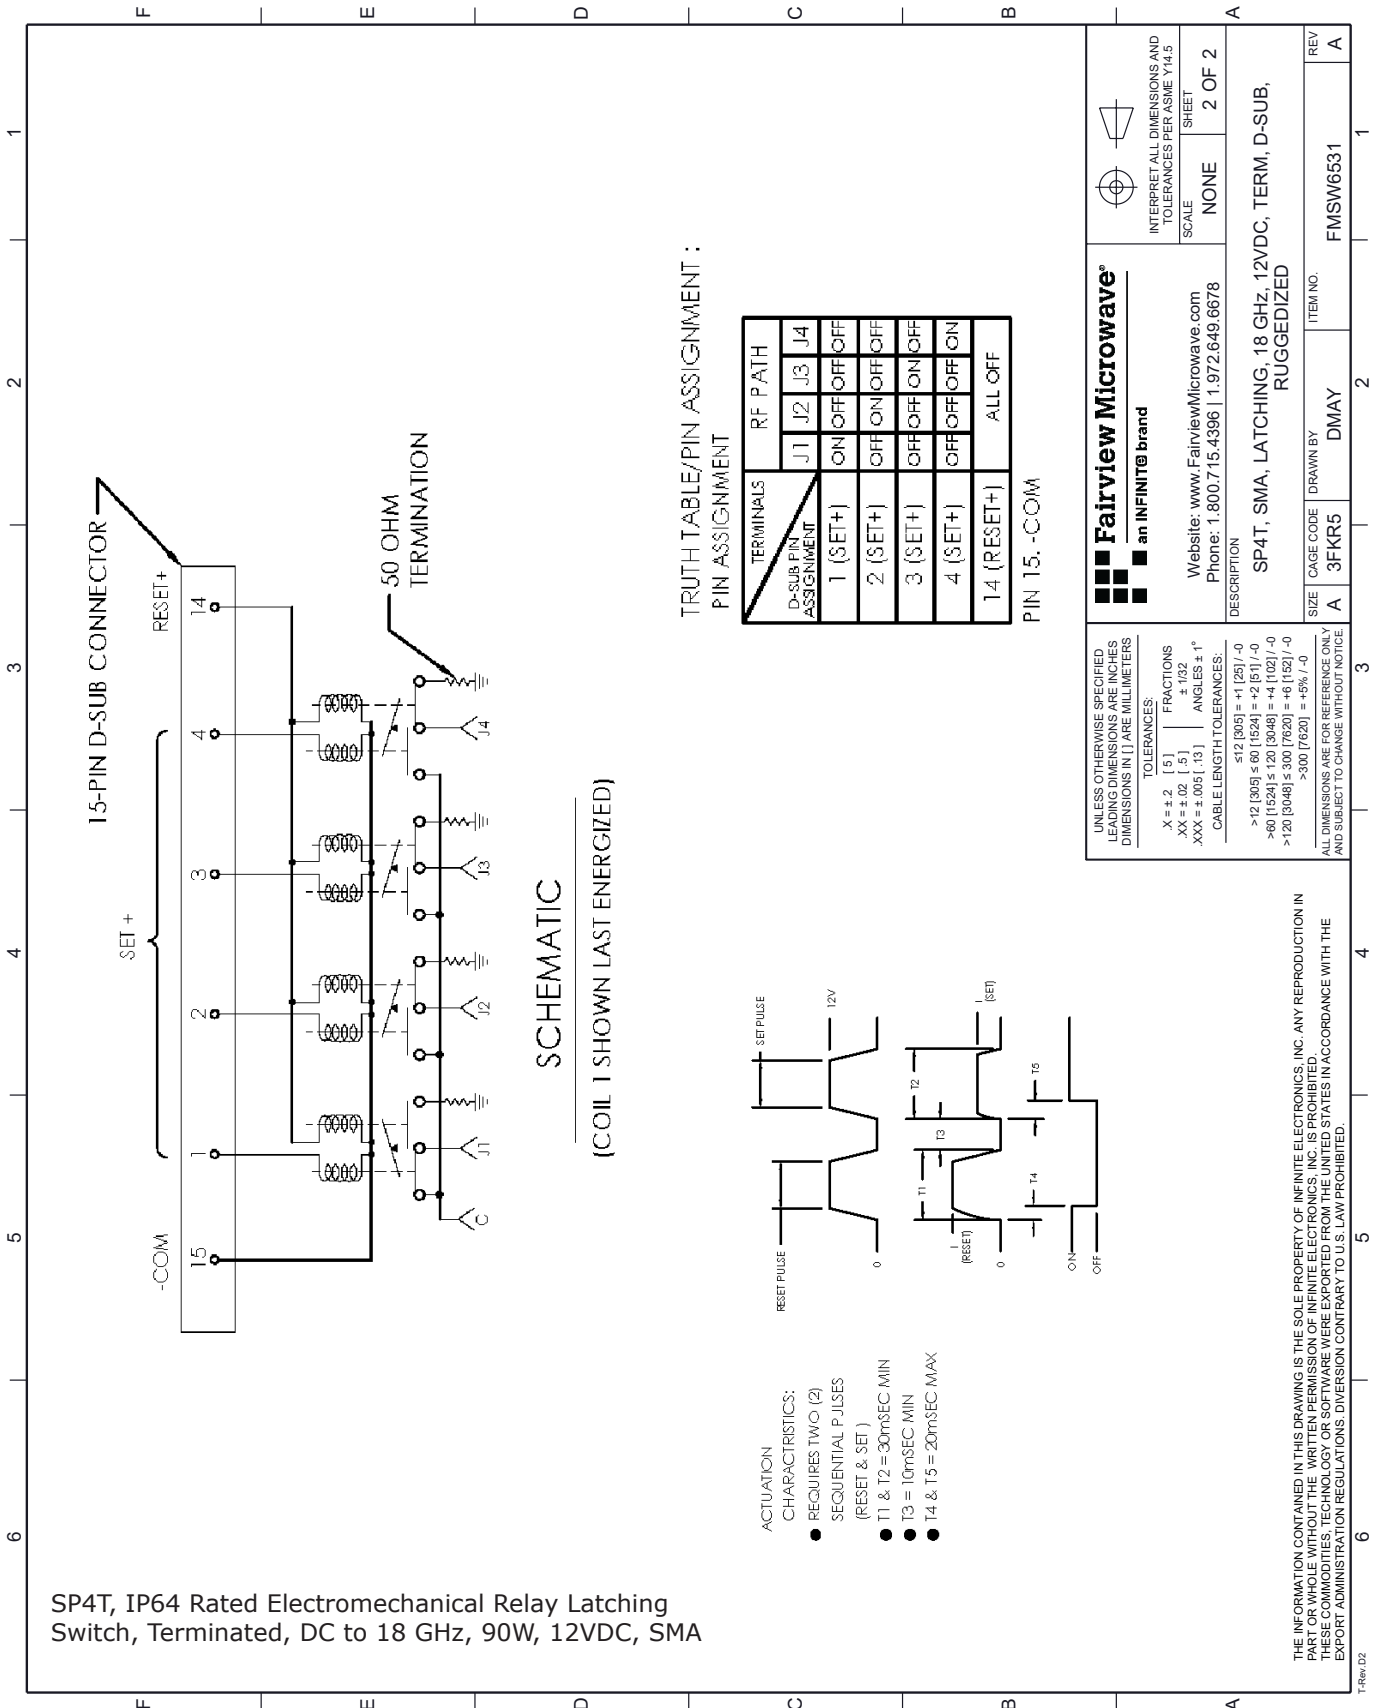 6
5
4
3
2
1
F
E
D
C
B
A
15-PIN D-SUB CONNECTOR
SET +
-COM
RESET+
15
1
2
3
4
14
50 OHM
TERMINATION
C
J1
J2
J3
J4
SCHEMATIC
(COIL 1 SHOWN LAST ENERGIZED)
ACTUATION
CHARACTRISTICS:
REQUIRES TWO (2)
SEQUENTIAL PULSES
(RESET & SET )
T1 & T2 = 30mSEC MIN
T3 = 10mSEC MIN
T4 & T5 = 20mSEC MAX
RESET PULSE
SET PULSE
12V
0
I
(RESET)
T1
T3
T2
I
(SET)
0
T4
T5
ON
OFF
TRUTH TABLE/PIN ASSIGNMENT :
PIN ASSIGNMENT
TERMINALS
D-SUB PIN
ASSIGNMENT
RF PATH
J1 J2 J3 J4
1 (SET+) ON OFF OFF OFF
2 (SET+) OFF ON OFF OFF
3 (SET+) OFF OFF ON OFF
4 (SET+) OFF OFF OFF ON
14 (RESET+) ALL OFF
PIN 15. -COM
UNLESS OTHERWISE SPECIFIED
LEADING DIMENSIONS ARE INCHES
DIMENSIONS IN [ ] ARE MILLIMETERS
TOLERANCES:
.X = ± .2 [ 5 ] FRACTIONS
.XX = ± .02 [ .5 ] ± 1/32
.XXX = ± .005 [ .13 ] ANGLES ± 1°
CABLE LENGTH TOLERANCES:
≤12 [305] = +1 [25] / -0
>12 [305] ≤ 60 [1524] = +2 [51] / -0
>60 [1524] ≤ 120 [3048] = +4 [102] / -0
>120 [3048] ≤ 300 [7620] = +6 [152] / -0
>300 [7620] = +5% / -0
ALL DIMENSIONS ARE FOR REFERENCE ONLY
AND SUBJECT TO CHANGE WITHOUT NOTICE.
Fairview Microwave®
an INFINIT® brand
Website: www.FairviewMicrowave.com
Phone: 1.800.715.4396 | 1.972.649.6678
INTERPRET ALL DIMENSIONS AND
TOLERANCES PER ASME Y14.5
SCALE
NONE
SHEET
2 OF 2
DESCRIPTION
SP4T, SMA, LATCHING, 18 GHz, 12VDC, TERM, D-SUB,
RUGGEDIZED
SIZE
A
CAGE CODE
3FKR5
DRAWN BY
DMAY
ITEM NO.
FMSW6531
REV
A
THE INFORMATION CONTAINED IN THIS DRAWING IS THE SOLE PROPERTY OF INFINITE ELECTRONICS, INC. ANY REPRODUCTION IN
PART OR WHOLE WITHOUT THE WRITTEN PERMISSION OF INFINITE ELECTRONICS, INC. IS PROHIBITED.
THESE COMMODITIES, TECHNOLOGY OR SOFTWARE WERE EXPORTED FROM THE UNITED STATES IN ACCORDANCE WITH THE
EXPORT ADMINISTRATION REGULATIONS. DIVERSION CONTRARY TO U.S. LAW PROHIBITED.
6
5
4
3
2
1
F
E
D
C
B
A
T-Rev.D2
SP4T, IP64 Rated Electromechanical Relay Latching
Switch, Terminated, DC to 18 GHz, 90W, 12VDC, SMA